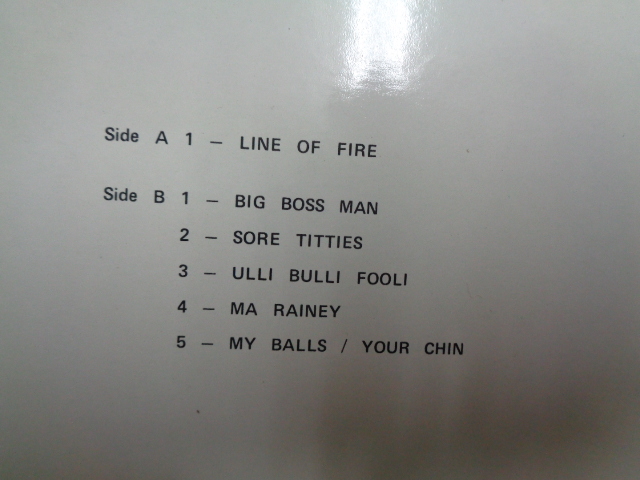 Side A 1 – LINE OF FIRE
Side B 1 – BIG BOSS MAN
2 – SORE TITTIES
3 – ULLI BULLI FOOLI
4 – MA RAINEY
5 – MY BALLS / YOUR CHIN